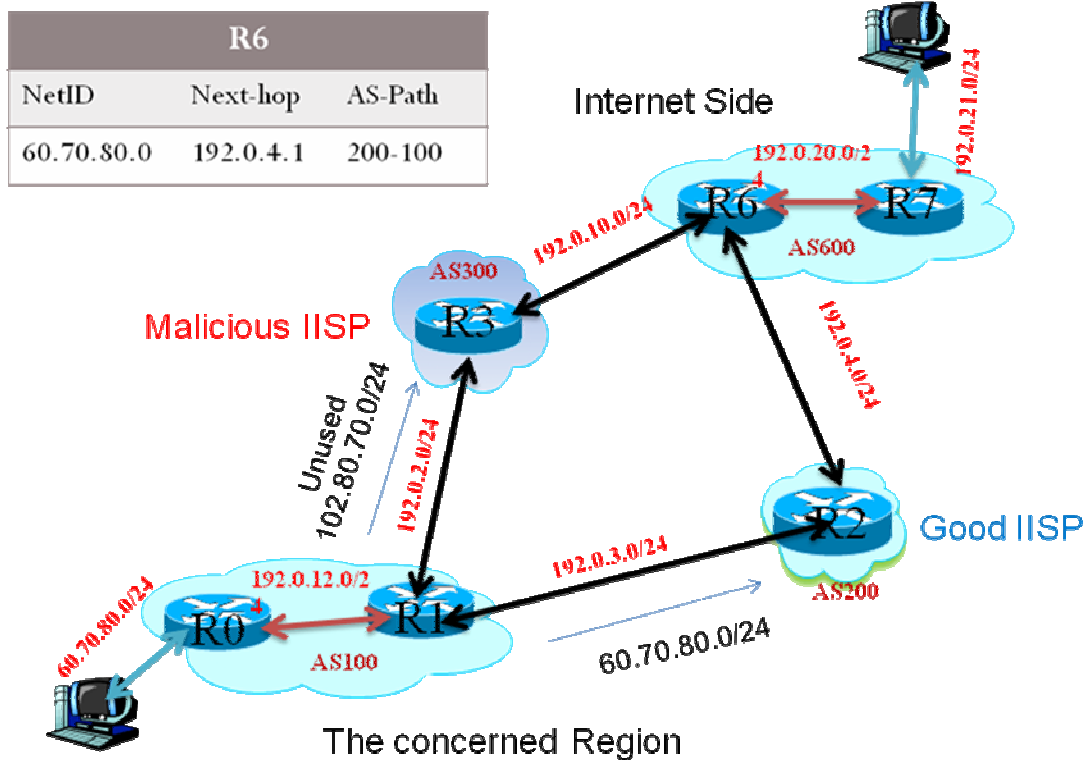 R6
NetID Next-hop AS-Path
60.70.80.0 192.0.4.1 200-100
Internet Side
192.0.21.0/24
192.0.20.0/2
4
R6
R7
AS600
192.0.10.0/24
AS300
R3
Malicious IISP
192.0.4.0/24
Unused
102.80.70.0/24
192.0.2.0/24
R2
Good IISP
AS200
192.0.3.0/24
60.70.80.0/24
192.0.12.0/2
4
R0
R1
AS100
60.70.80.0/24
The concerned Region